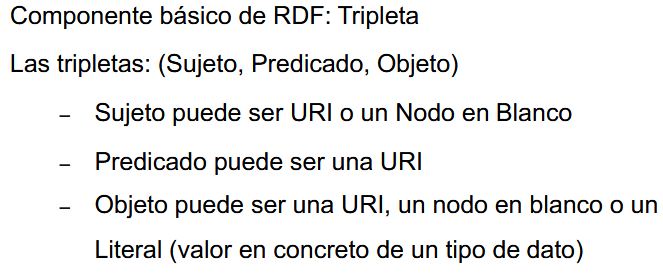 Componente básico de RDF: Tripleta
Las tripletas: (Sujeto, Predicado, Objeto)
– Sujeto puede ser URI o un Nodo en Blanco
– Predicado puede ser una URI
– Objeto puede ser una URI, un nodo en blanco o un
Literal (valor en concreto de un tipo de dato)